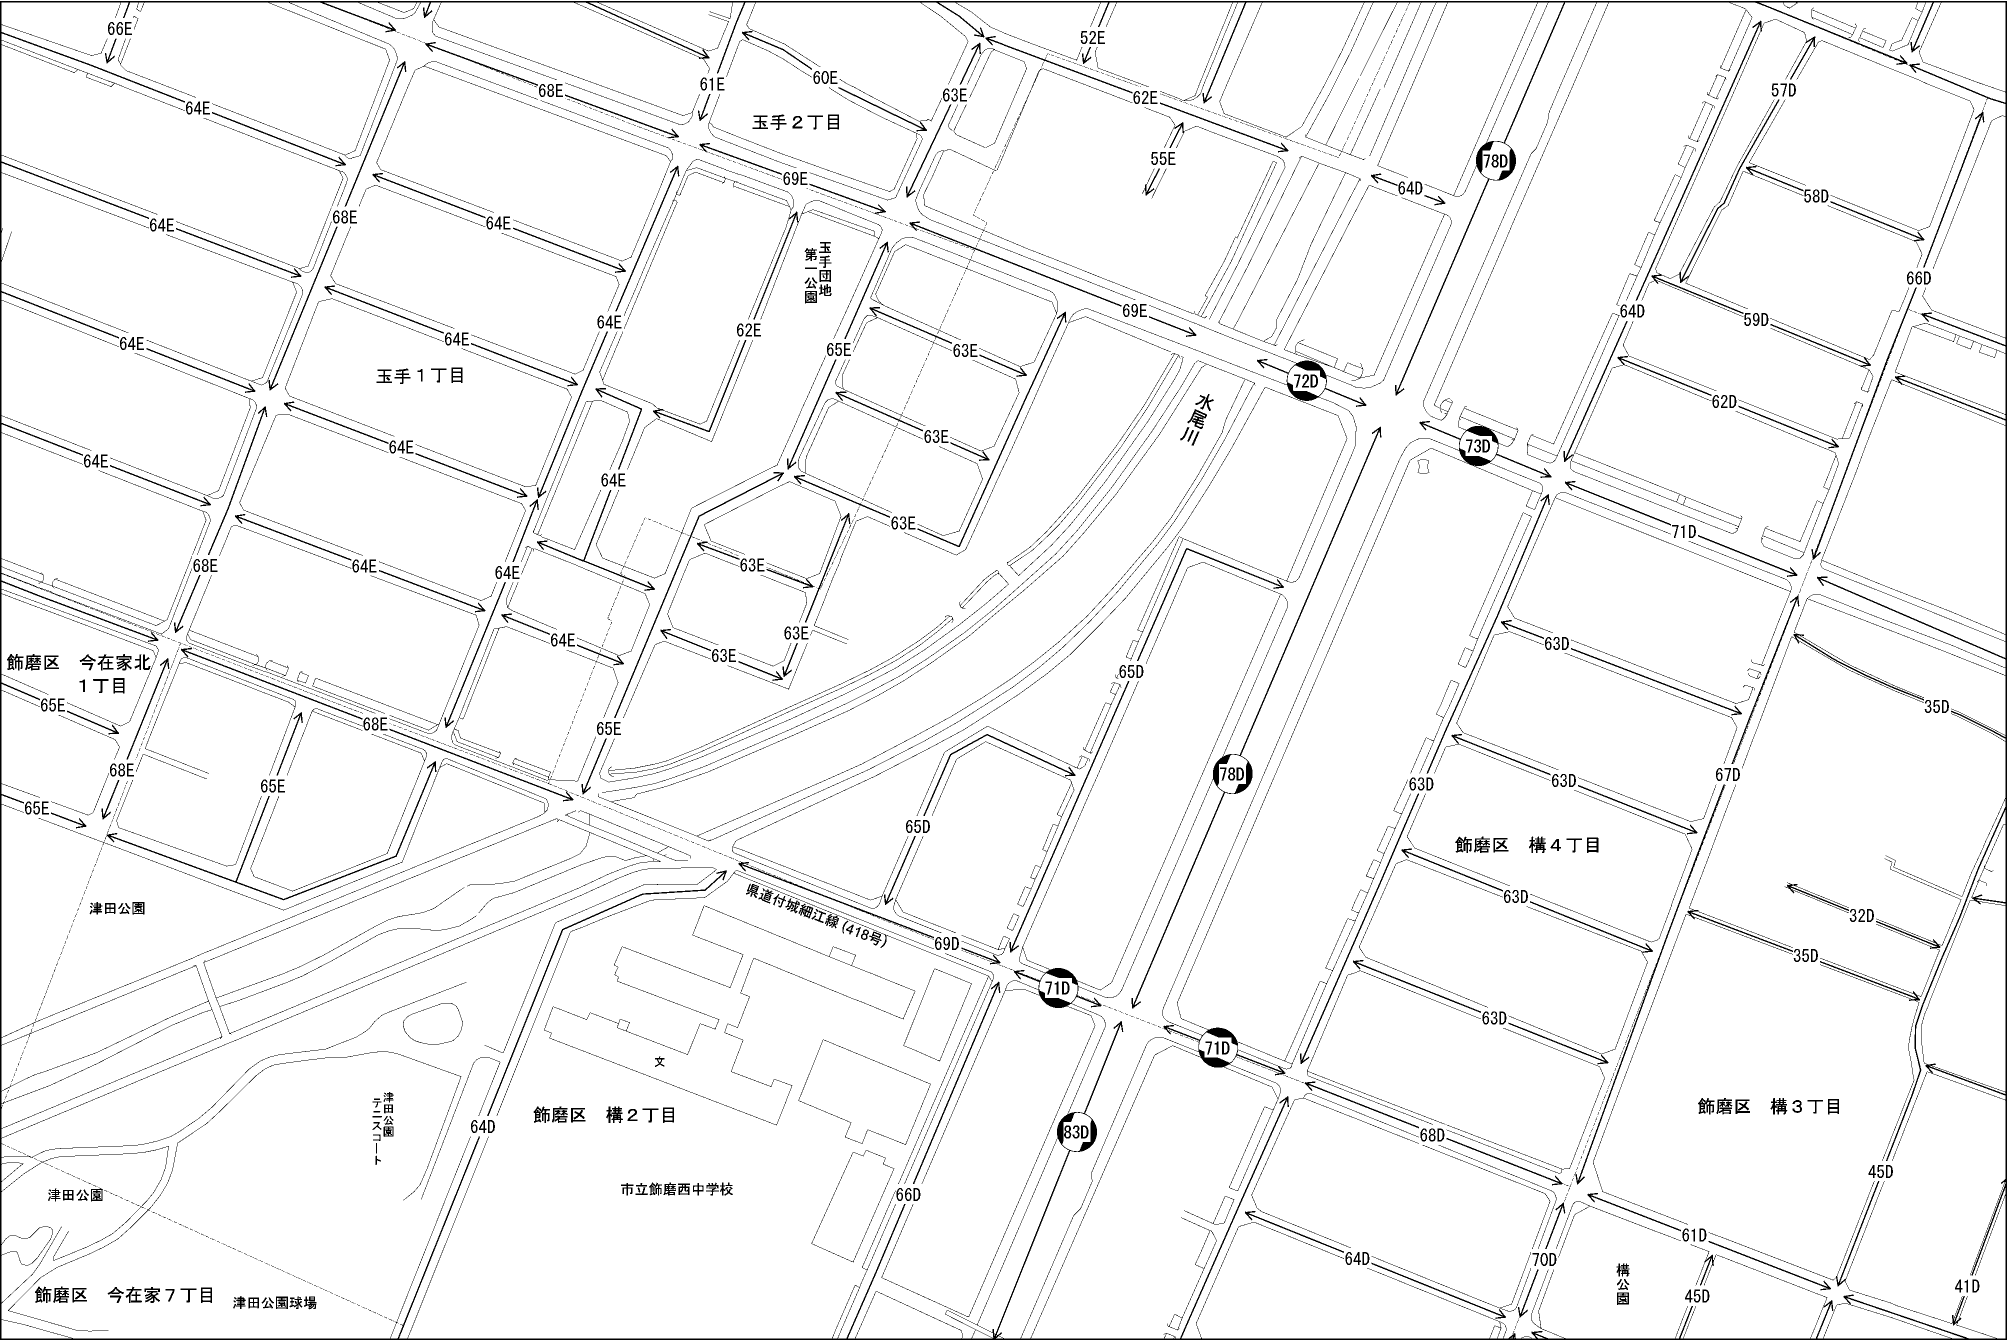 66E
52E
64E
68E
61E
60E
63E
62E
57D
玉手２丁目
55E
78D
69E
64D
58D
64E
68E
64E
玉手団地
第一公園
66D
64E
64E
62E
65E
64E
63E
69E
64D
59D
玉手１丁目
72D
62D
水尾川
63E
64E
64E
73D
64E
63E
71D
68E
64E
64E
63E
64E
63E
63D
飾磨区　今在家北
１丁目
63E
65D
65E
68E
65E
35D
68E
65E
65E
78D
63D
63D
67D
65D
飾磨区　構４丁目
県道付城細江線(418号)
津田公園
69D
63D
32D
35D
71D
63D
71D
文
津田公園
テニスコート
64D
飾磨区　構２丁目
83D
68D
飾磨区　構３丁目
45D
津田公園
市立飾磨西中学校
66D
61D
64D
70D
構公園
45D
41D
飾磨区　今在家７丁目
津田公園球場